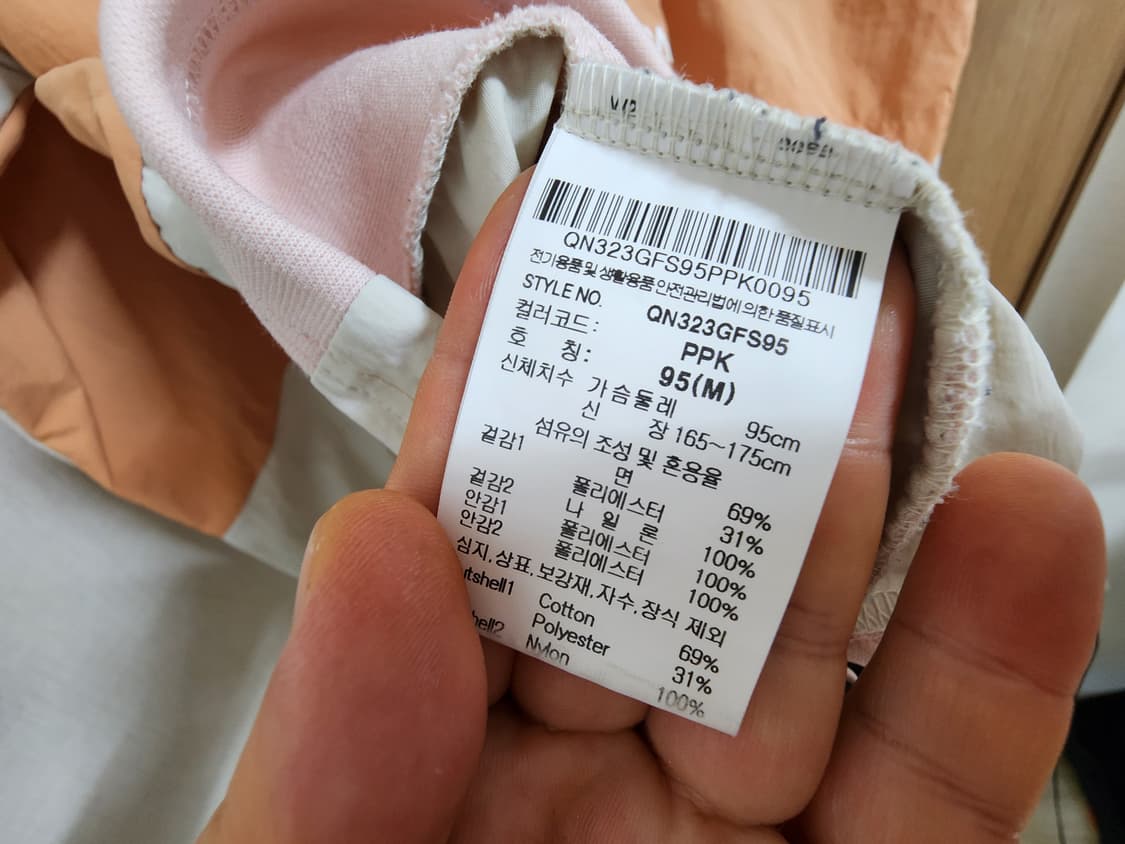 QN323GFS95PPK0095
전기용품 및 생활용품 안전관리법에 의한 품질표시
STYLE NO. QN323GFS95
컬러코드: PPK
호 칭: 95(M)
신체치수 가슴둘레 95cm
신 장 165~175cm
섬유의 조성 및 혼용율
겉감1 면 69%
폴리에스터 31%
겉감2 나 일 론 100%
안감1 폴리에스터 100%
안감2 폴리에스터 100%
심지, 상표, 보강재, 자수, 장식 제외
utshell1 Cotton 69%
Polyester 31%
hell2 Nylon 100%